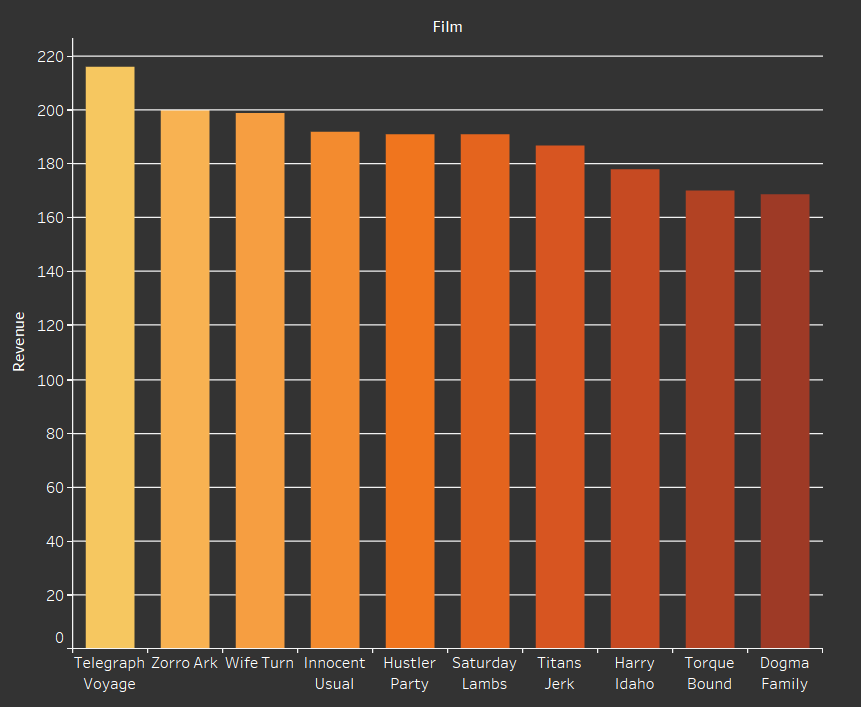 Film
220
200
180
160
140
120
100
80
60
40
20
0
Revenue
Telegraph Voyage
Zorro Ark
Wife Turn
Innocent Usual
Hustler Party
Saturday Lambs
Titans Jerk
Harry Idaho
Torque Bound
Dogma Family